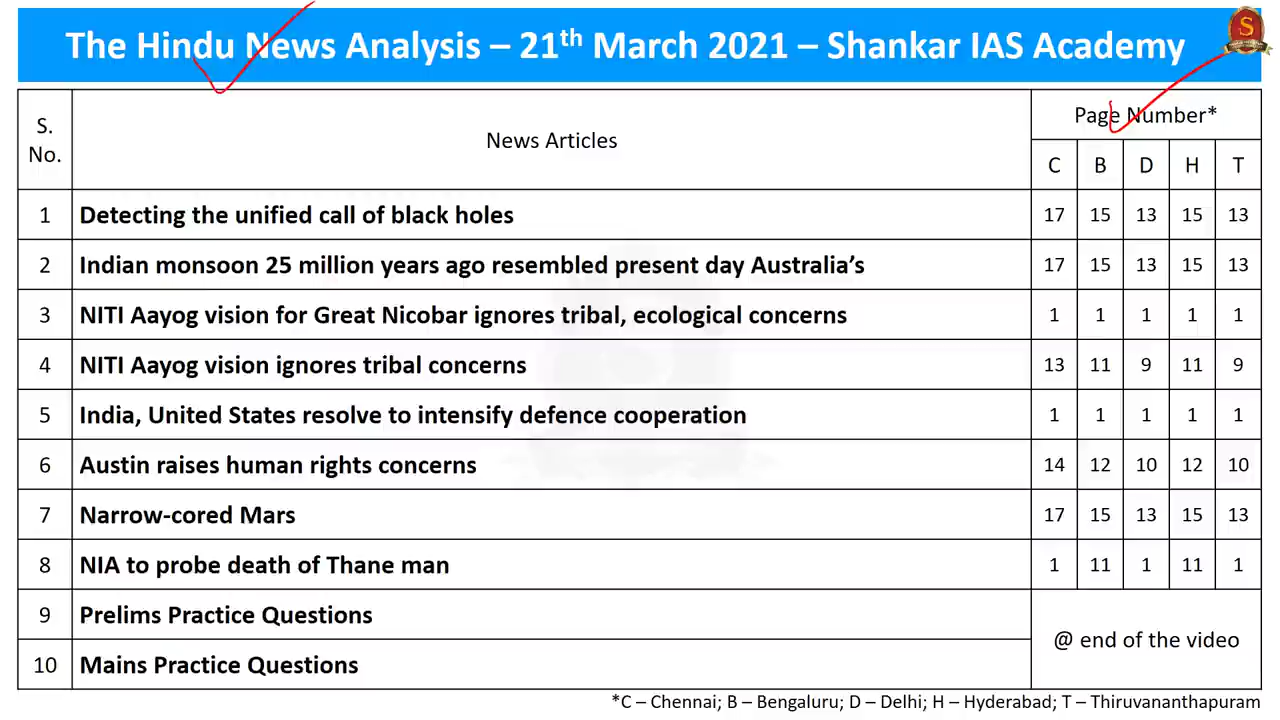 The Hindu News Analysis – 21th March 2021 – Shankar IAS Academy
S
S. No. News Articles Page Number*
C B D H T
1 Detecting the unified call of black holes 17 15 13 15 13
2 Indian monsoon 25 million years ago resembled present day Australia's 17 15 13 15 13
3 NITI Aayog vision for Great Nicobar ignores tribal, ecological concerns 1 1 1 1 1
4 NITI Aayog vision ignores tribal concerns 13 11 9 11 9
5 India, United States resolve to intensify defence cooperation 1 1 1 1 1
6 Austin raises human rights concerns 14 12 10 12 10
7 Narrow-cored Mars 17 15 13 15 13
8 NIA to probe death of Thane man 1 11 1 11 1
9 Prelims Practice Questions
@ end of the video
10 Mains Practice Questions
*C – Chennai; B – Bengaluru; D – Delhi; H – Hyderabad; T – Thiruvananthapuram